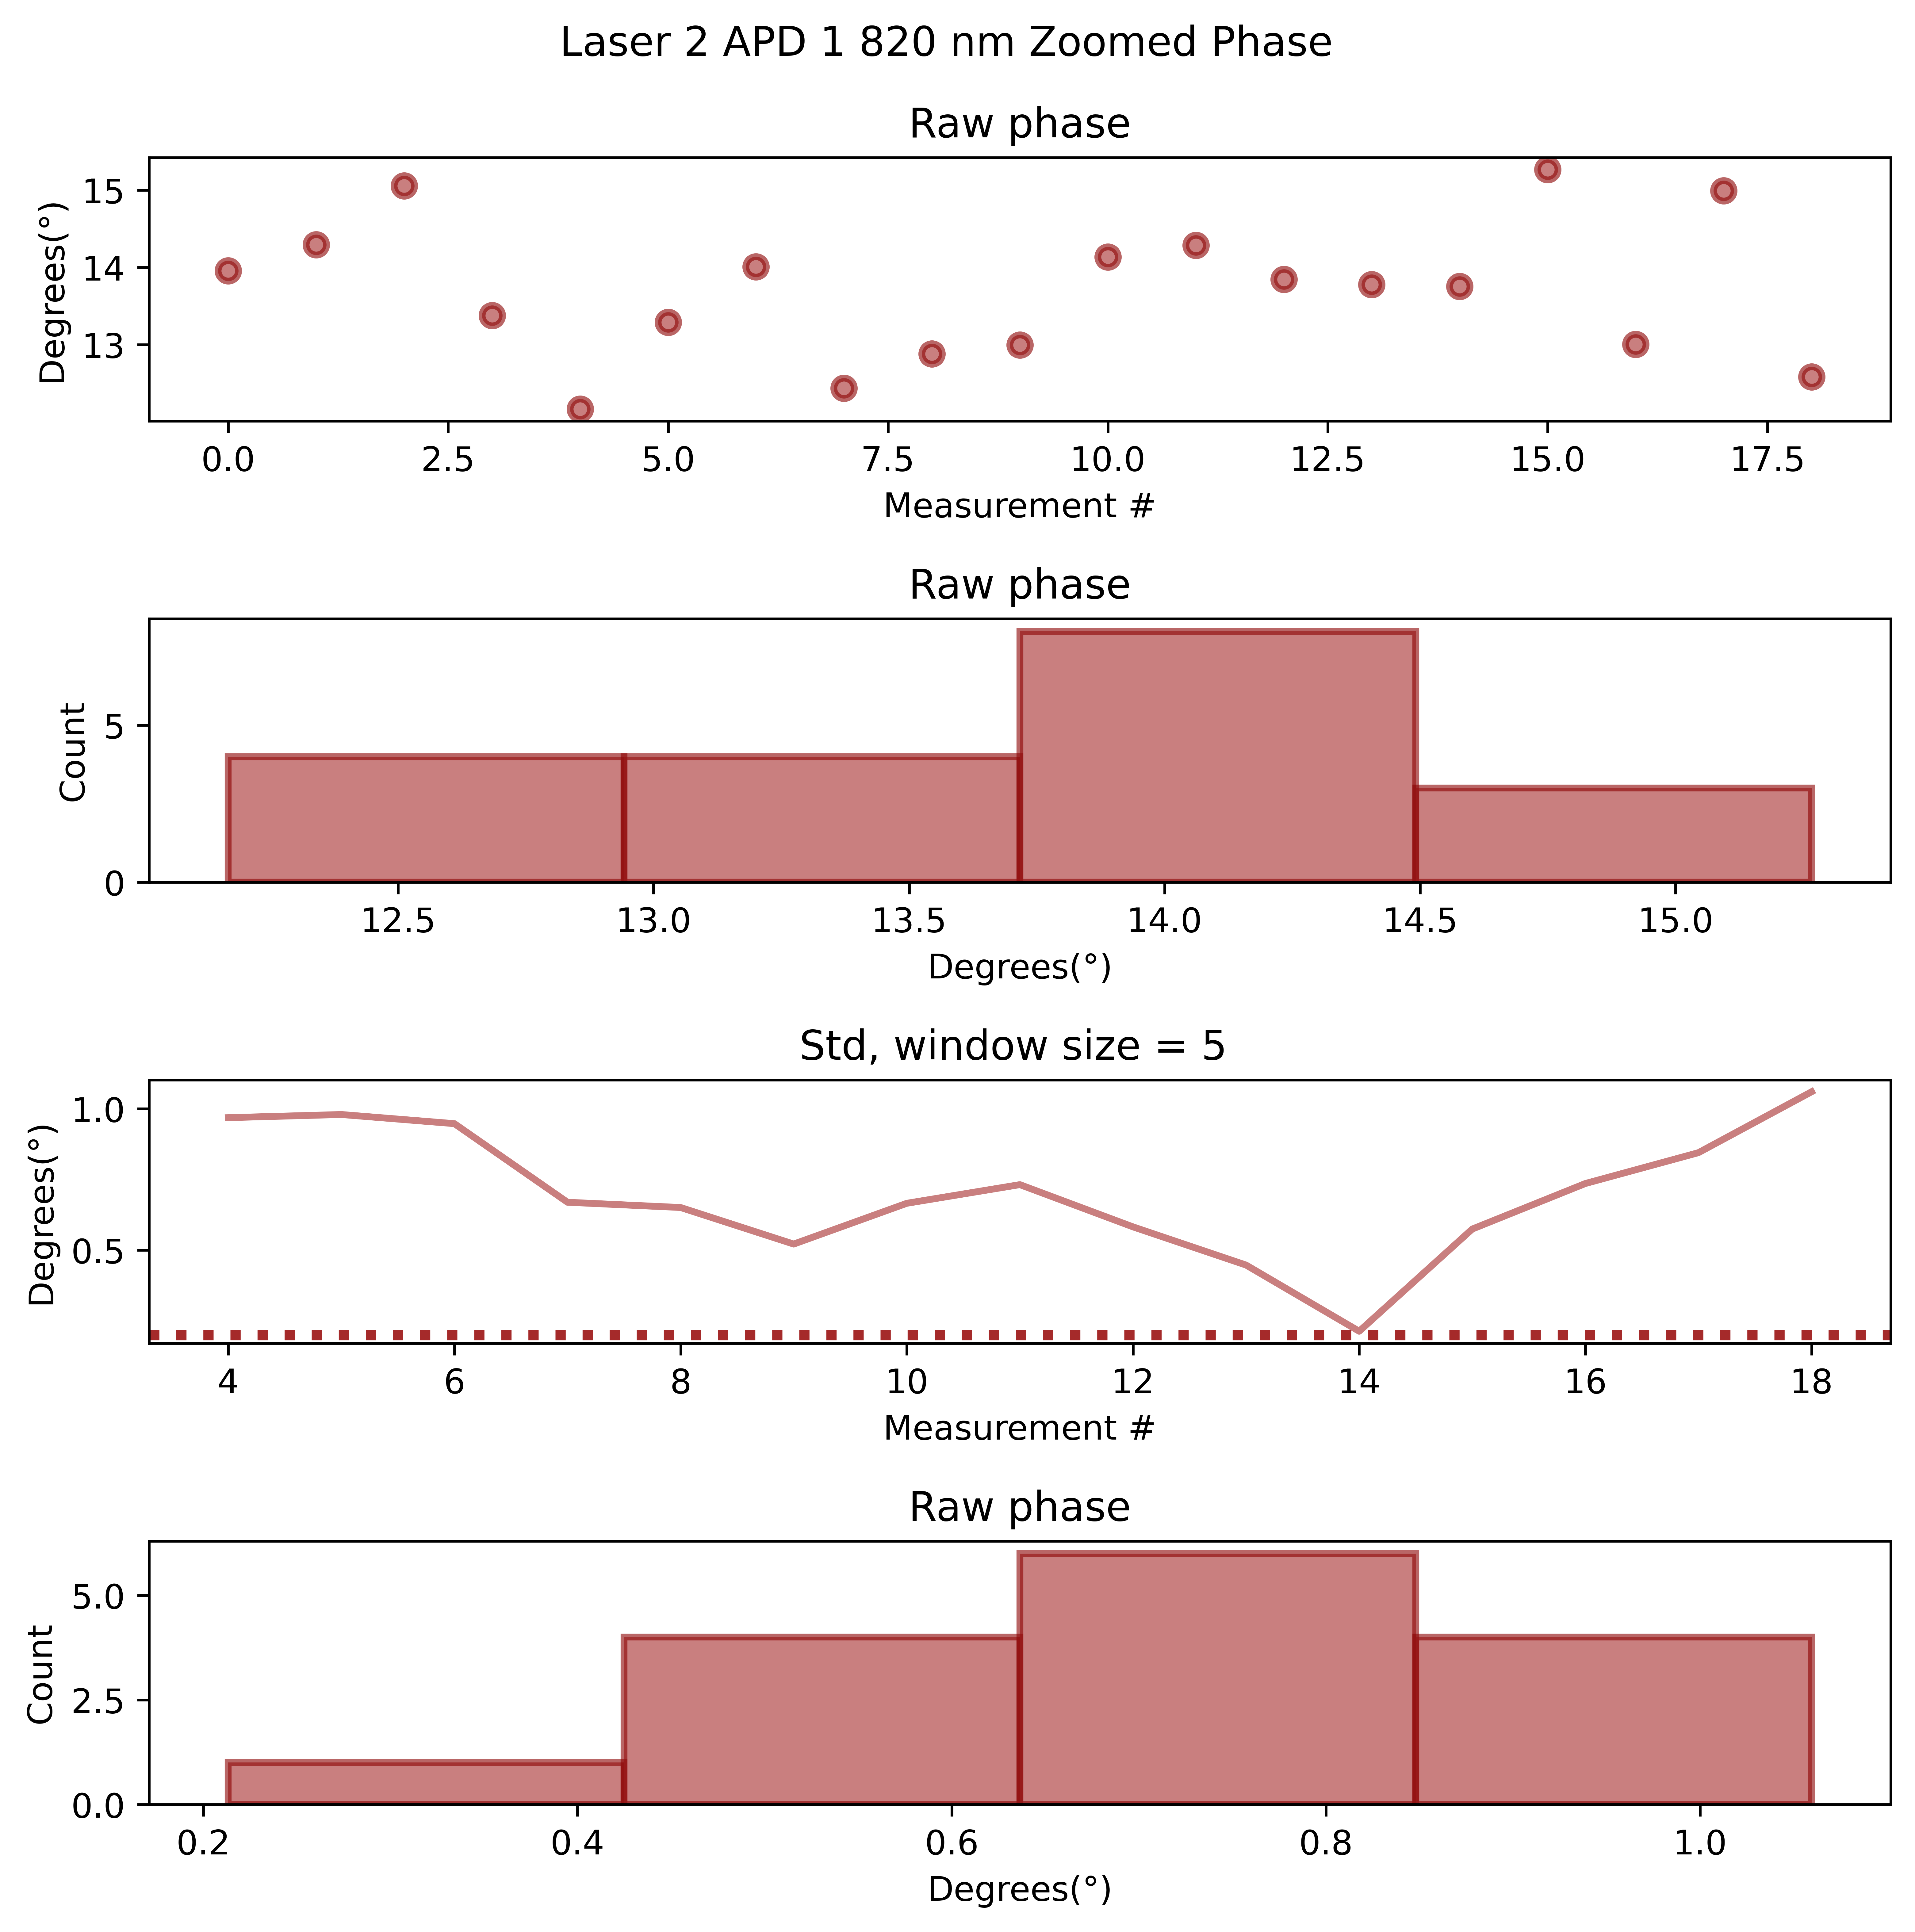 Laser 2 APD 1 820 nm Zoomed Phase
Raw phase
Degrees(°)
15
14
13
0.0 2.5 5.0 7.5 10.0 12.5 15.0 17.5
Measurement #
Raw phase
Count
5
0
12.5 13.0 13.5 14.0 14.5 15.0
Degrees(°)
Std, window size = 5
Degrees(°)
1.0
0.5
4 6 8 10 12 14 16 18
Measurement #
Raw phase
Count
5.0
2.5
0.0
0.2 0.4 0.6 0.8 1.0
Degrees(°)